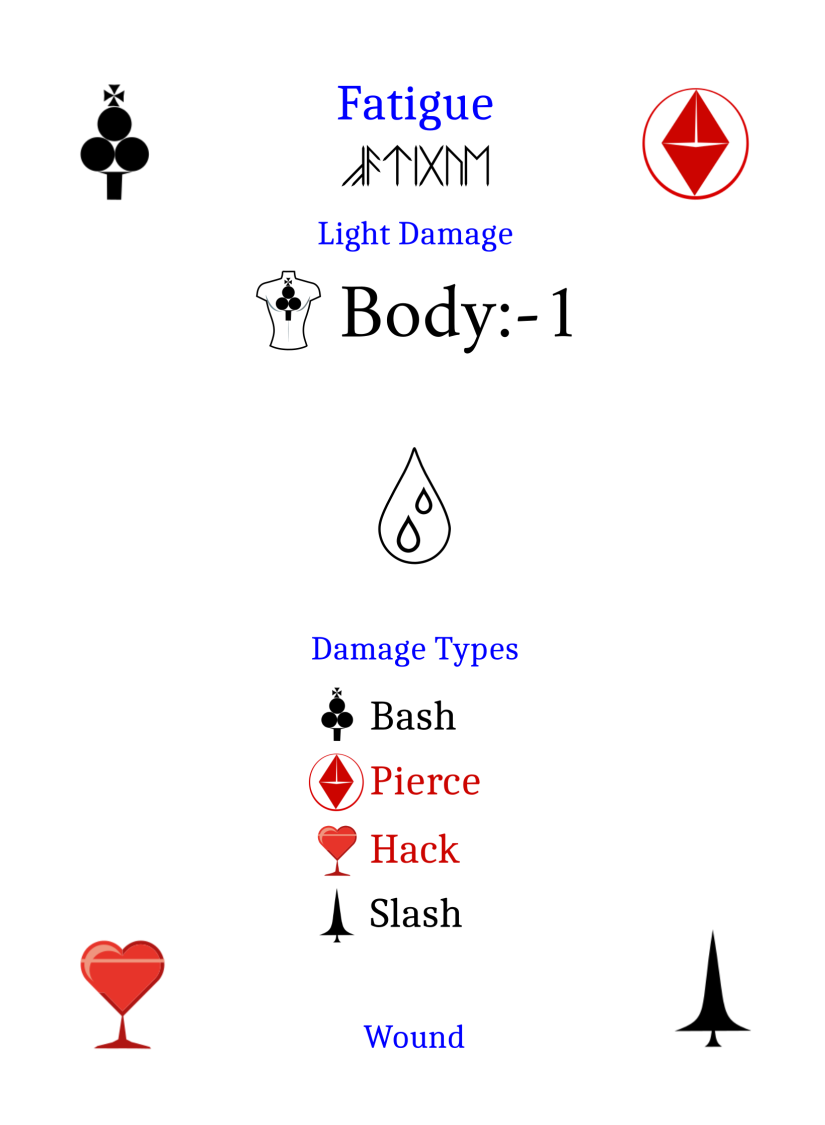 Fatigue
Light Damage
Body:-1
Damage Types
Bash
Pierce
Hack
Slash
Wound